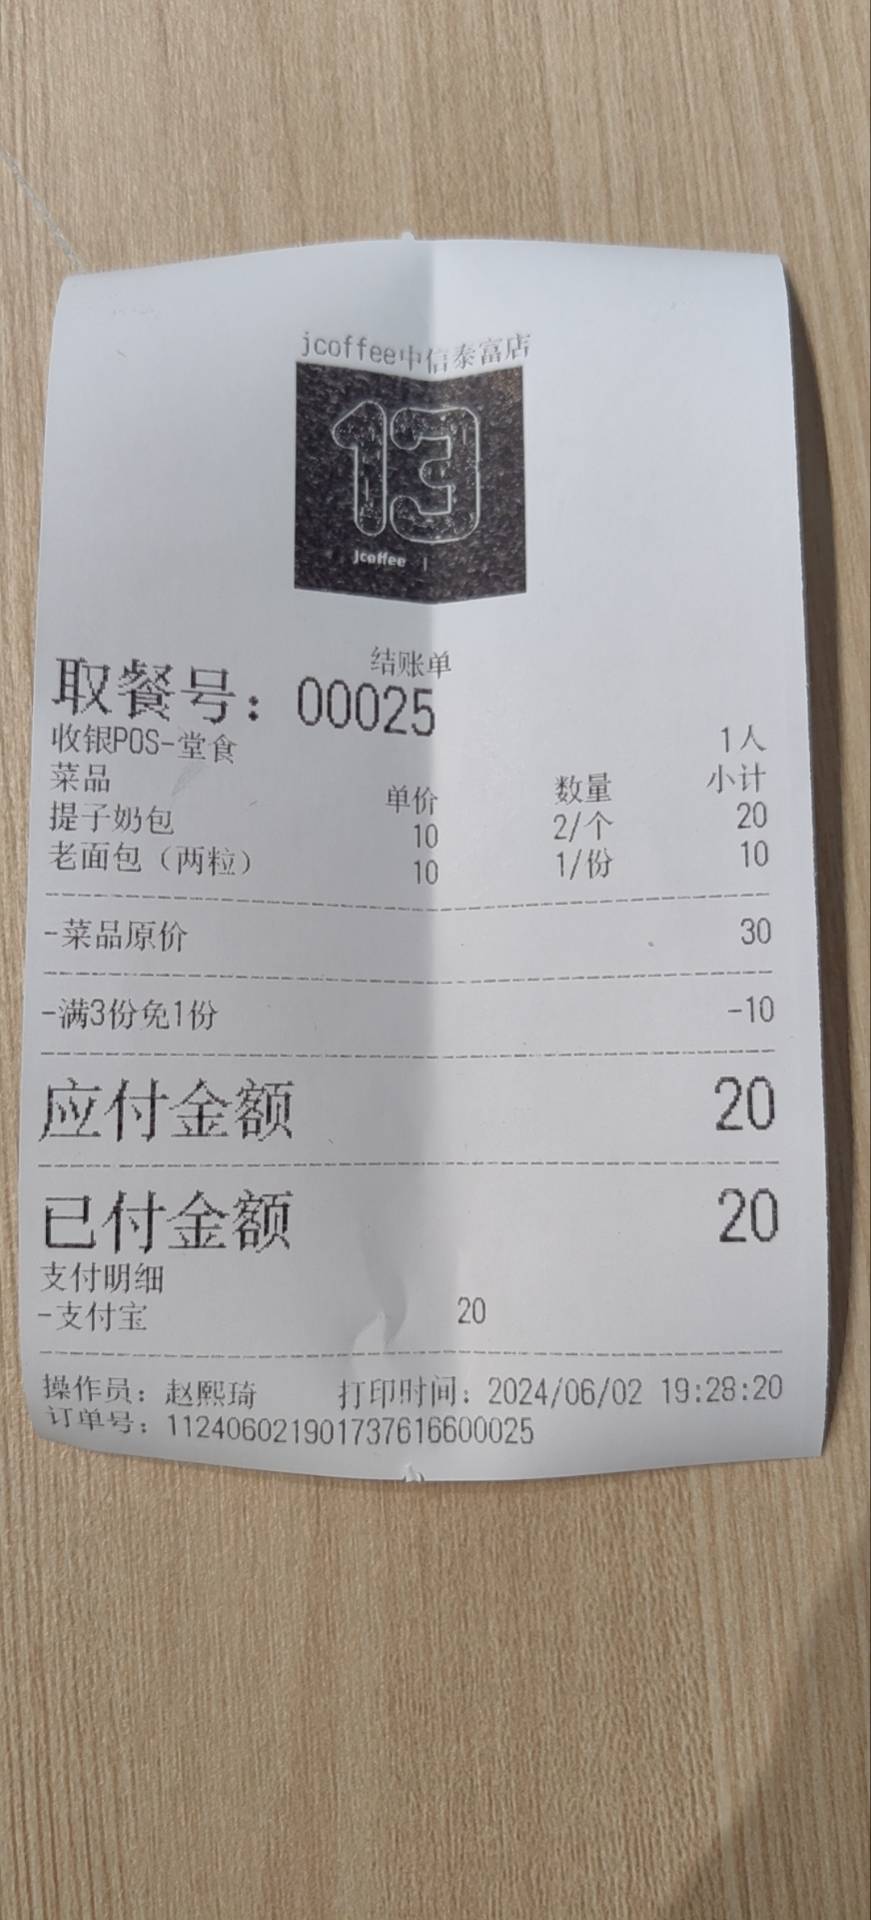 jcoffee中信泰富店
13
jcoffee
结账单
取餐号：00025
收银POS-堂食 1人
菜品 单价 数量 小计
提子奶包 10 2/个 20
老面包（两粒） 10 1/份 10
-菜品原价 30
-满3份免1份 -10
应付金额 20
已付金额 20
支付明细
-支付宝 20
操作员：赵熙琦 打印时间：2024/06/02 19:28:20
订单号：112406021901737616600025